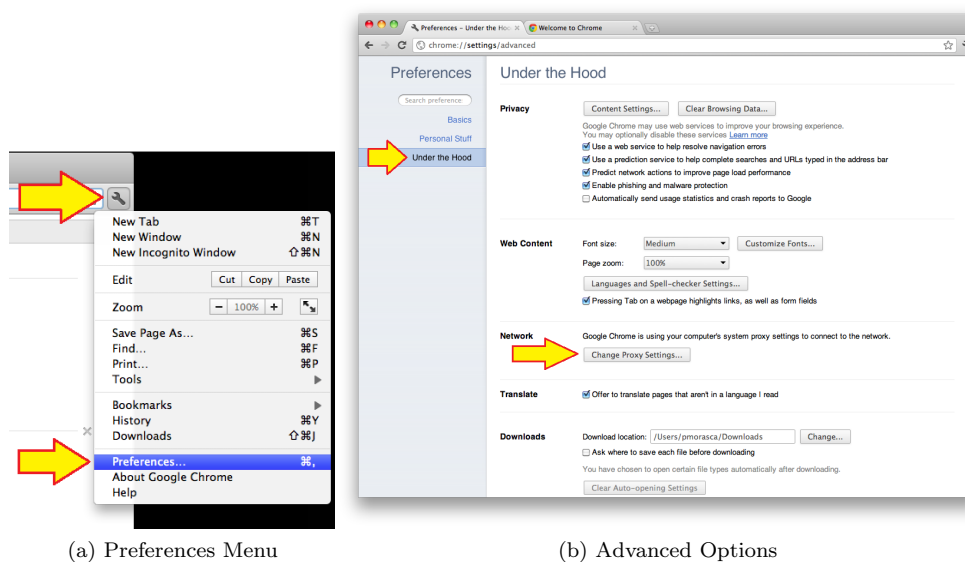 New Tab ⌘T
New Window ⌘N
New Incognito Window ⇧⌘N
Edit Cut Copy Paste
Zoom − 100% +
Save Page As... ⌘S
Find... ⌘F
Print... ⌘P
Tools ▶
Bookmarks ▶
History ⌘Y
Downloads ⇧⌘J
Preferences... ⌘,
About Google Chrome
Help
(a) Preferences Menu
Preferences - Under the Hoo × Welcome to Chrome ×
chrome://settings/advanced
Preferences
Search preference
Basics
Personal Stuff
Under the Hood
Under the Hood
Privacy Content Settings... Clear Browsing Data...
Google Chrome may use web services to improve your browsing experience.
You may optionally disable these services Learn more
Use a web service to help resolve navigation errors
Use a prediction service to help complete searches and URLs typed in the address bar
Predict network actions to improve page load performance
Enable phishing and malware protection
Automatically send usage statistics and crash reports to Google
Web Content Font size: Medium Customize Fonts...
Page zoom: 100%
Languages and Spell-checker Settings...
Pressing Tab on a webpage highlights links, as well as form fields
Network Google Chrome is using your computer's system proxy settings to connect to the network.
Change Proxy Settings...
Translate Offer to translate pages that aren't in a language I read
Downloads Download location: /Users/pmorasca/Downloads Change...
Ask where to save each file before downloading
You have chosen to open certain file types automatically after downloading.
Clear Auto-opening Settings
(b) Advanced Options